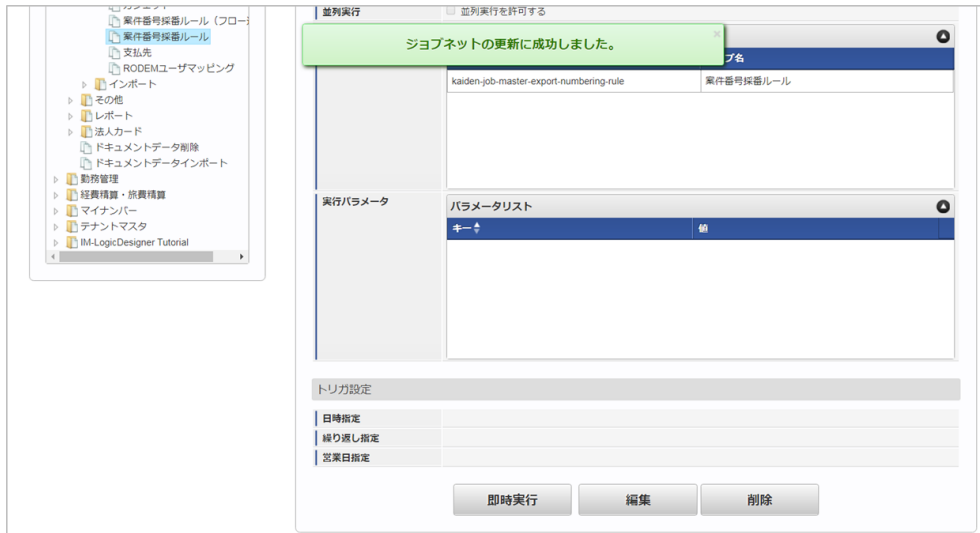 案件番号採番ルール（フロー
案件番号採番ルール
支払先
RODEMユーザマッピング
インポート
その他
レポート
法人カード
ドキュメントデータ削除
ドキュメントデータインポート
勤務管理
経費精算・旅費精算
マイナンバー
テナントマスタ
IM-LogicDesigner Tutorial
並列実行
並列実行を許可する
ジョブネットの更新に成功しました。
×
ブ名
kaiden-job-master-export-numbering-rule
案件番号採番ルール
実行パラメータ
パラメータリスト
キー
値
トリガ設定
日時指定
繰り返し指定
営業日指定
即時実行
編集
削除